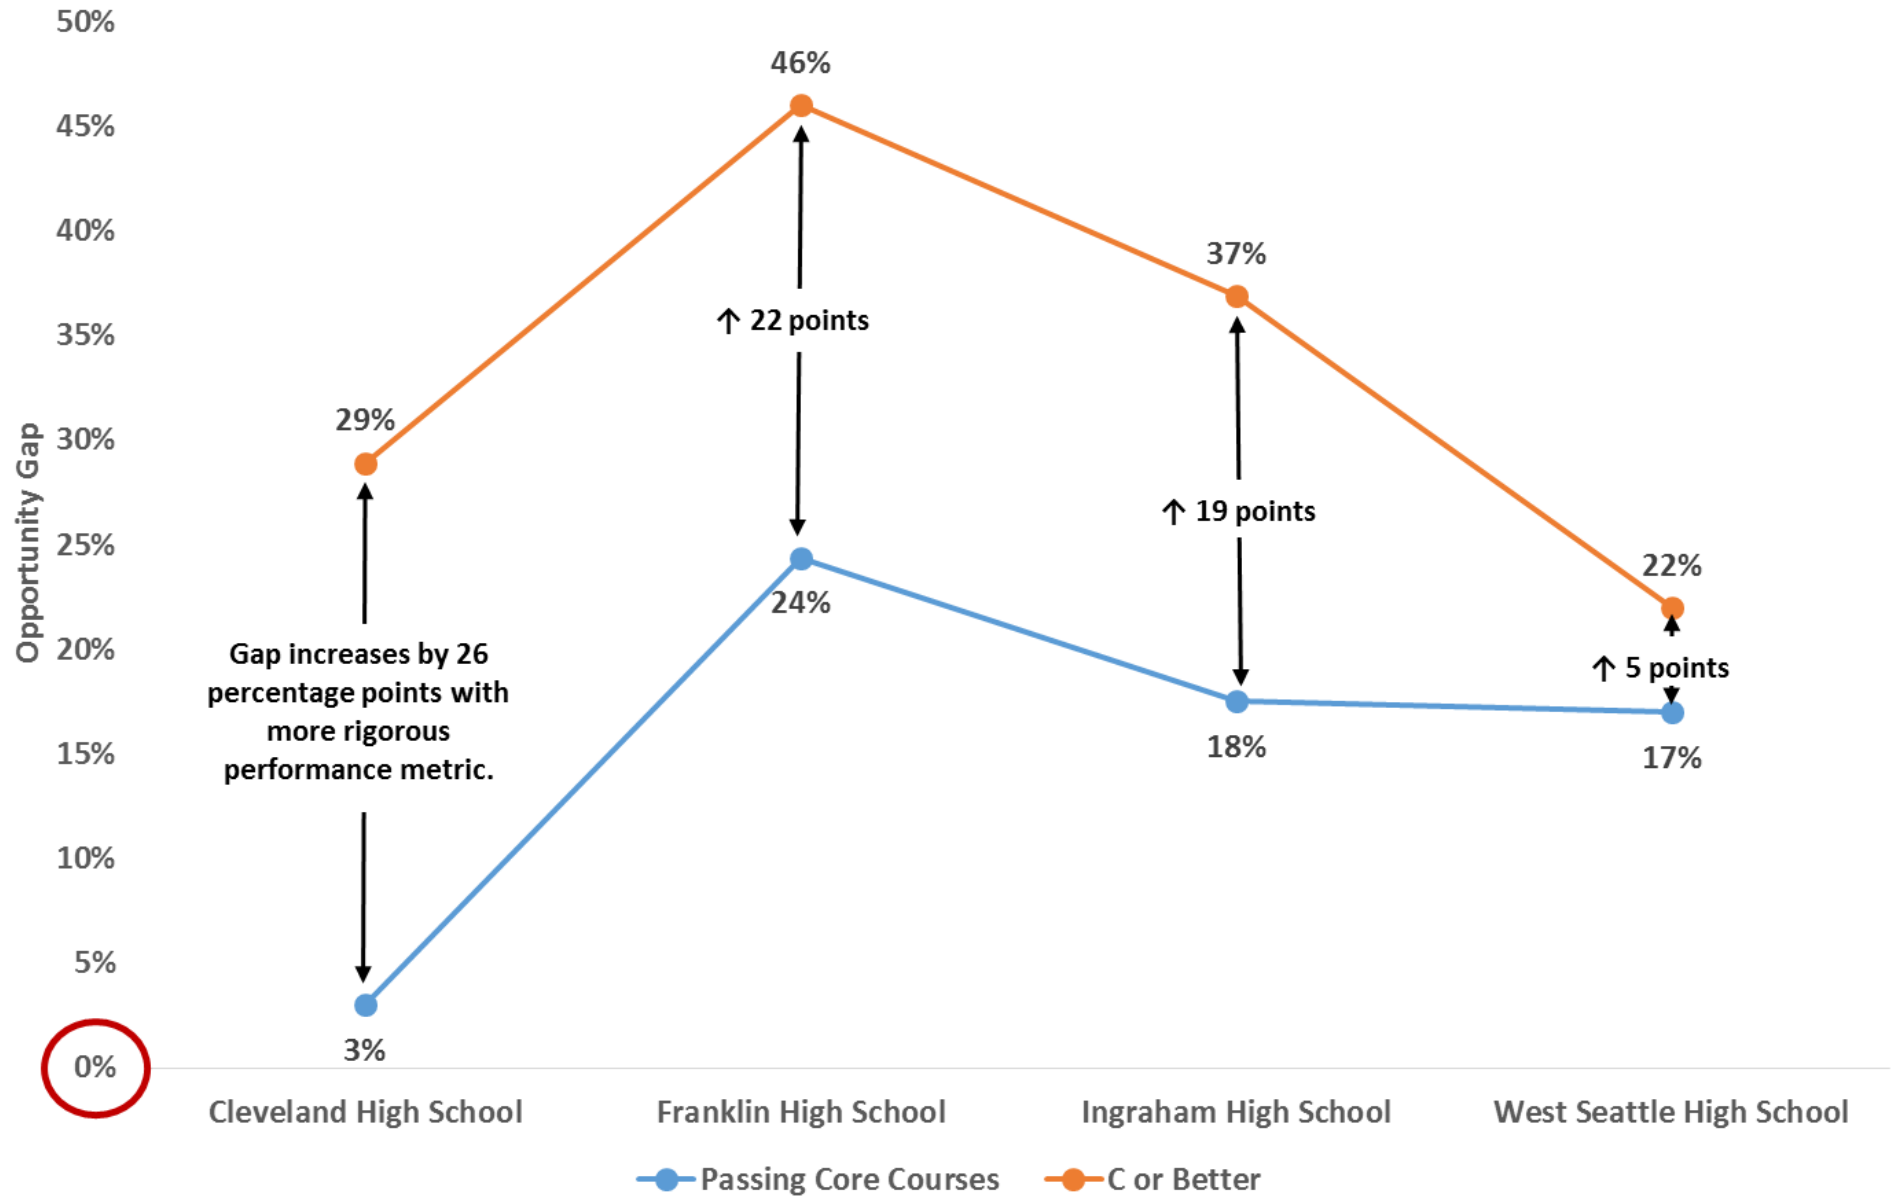 50%
46%
45%
40%
37%
35%
↑ 22 points
29%
30%
Opportunity Gap
25%
↑ 19 points
22%
24%
20%
Gap increases by 26
percentage points with
more rigorous
performance metric.
↑ 5 points
15%
18%
17%
10%
5%
3%
0%
Cleveland High School
Franklin High School
Ingraham High School
West Seattle High School
Passing Core Courses
C or Better